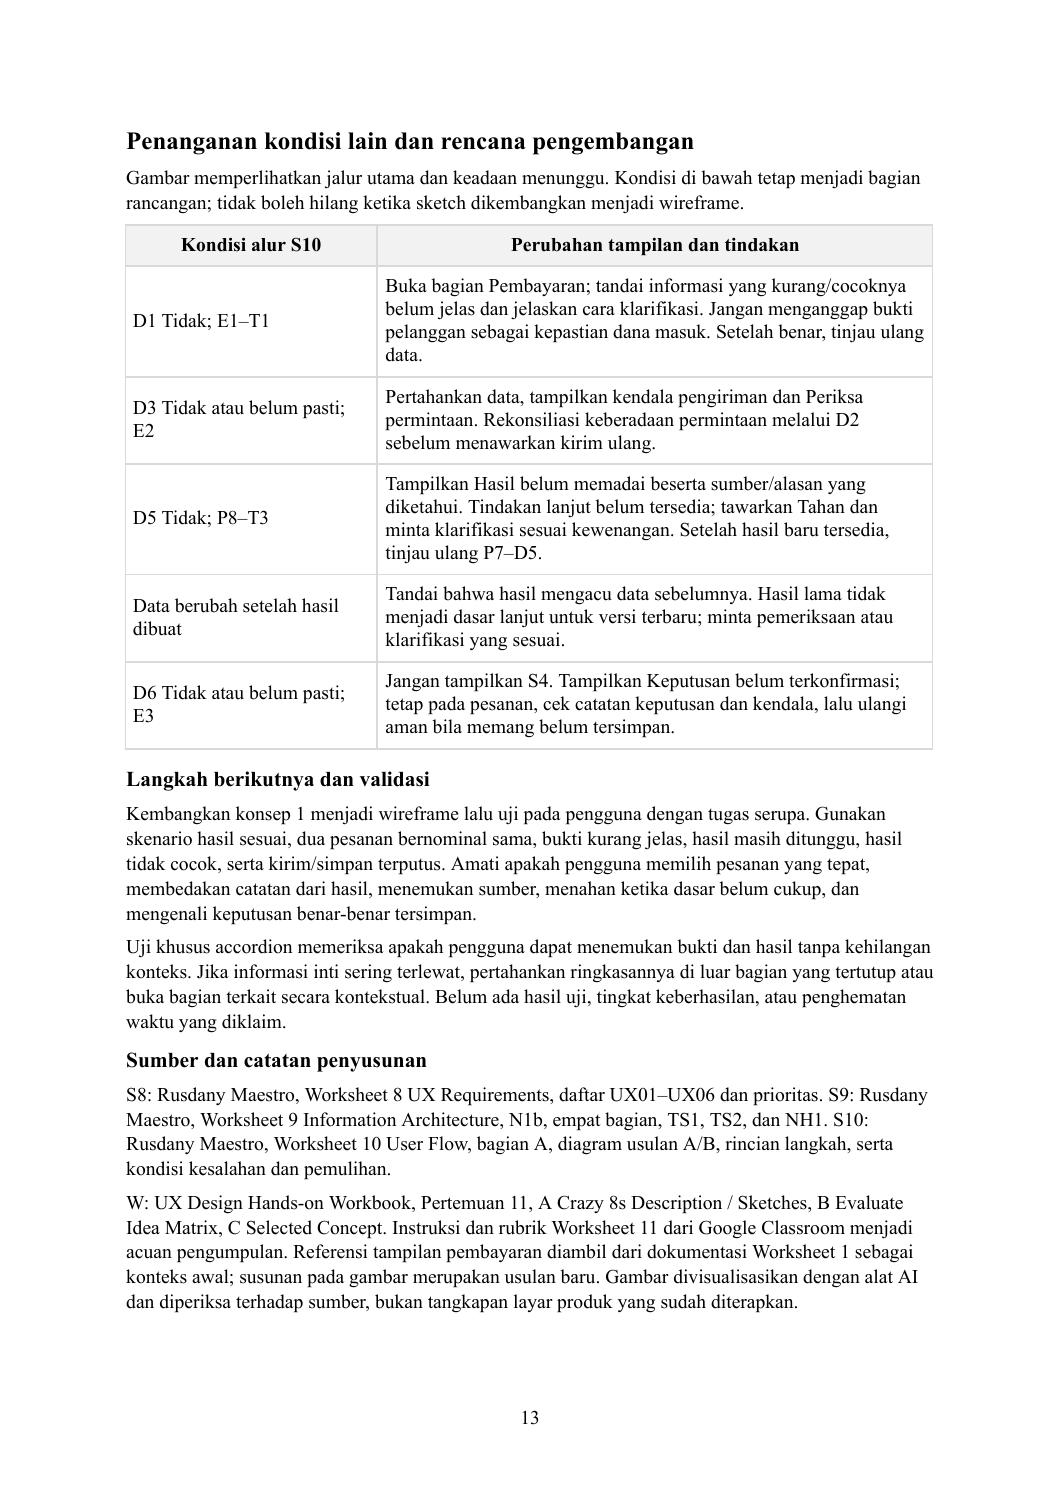 Penanganan kondisi lain dan rencana pengembangan
Gambar memperlihatkan jalur utama dan keadaan menunggu. Kondisi di bawah tetap menjadi bagian
rancangan; tidak boleh hilang ketika sketch dikembangkan menjadi wireframe.
Kondisi alur S10
Perubahan tampilan dan tindakan
D1 Tidak; E1–T1
Buka bagian Pembayaran; tandai informasi yang kurang/cocoknya
belum jelas dan jelaskan cara klarifikasi. Jangan menganggap bukti
pelanggan sebagai kepastian dana masuk. Setelah benar, tinjau ulang
data.
D3 Tidak atau belum pasti;
E2
Pertahankan data, tampilkan kendala pengiriman dan Periksa
permintaan. Rekonsiliasi keberadaan permintaan melalui D2
sebelum menawarkan kirim ulang.
D5 Tidak; P8–T3
Tampilkan Hasil belum memadai beserta sumber/alasan yang
diketahui. Tindakan lanjut belum tersedia; tawarkan Tahan dan
minta klarifikasi sesuai kewenangan. Setelah hasil baru tersedia,
tinjau ulang P7–D5.
Data berubah setelah hasil
dibuat
Tandai bahwa hasil mengacu data sebelumnya. Hasil lama tidak
menjadi dasar lanjut untuk versi terbaru; minta pemeriksaan atau
klarifikasi yang sesuai.
D6 Tidak atau belum pasti;
E3
Jangan tampilkan S4. Tampilkan Keputusan belum terkonfirmasi;
tetap pada pesanan, cek catatan keputusan dan kendala, lalu ulangi
aman bila memang belum tersimpan.
Langkah berikutnya dan validasi
Kembangkan konsep 1 menjadi wireframe lalu uji pada pengguna dengan tugas serupa. Gunakan
skenario hasil sesuai, dua pesanan bernominal sama, bukti kurang jelas, hasil masih ditunggu, hasil
tidak cocok, serta kirim/simpan terputus. Amati apakah pengguna memilih pesanan yang tepat,
membedakan catatan dari hasil, menemukan sumber, menahan ketika dasar belum cukup, dan
mengenali keputusan benar-benar tersimpan.
Uji khusus accordion memeriksa apakah pengguna dapat menemukan bukti dan hasil tanpa kehilangan
konteks. Jika informasi inti sering terlewat, pertahankan ringkasannya di luar bagian yang tertutup atau
buka bagian terkait secara kontekstual. Belum ada hasil uji, tingkat keberhasilan, atau penghematan
waktu yang diklaim.
Sumber dan catatan penyusunan
S8: Rusdany Maestro, Worksheet 8 UX Requirements, daftar UX01–UX06 dan prioritas. S9: Rusdany
Maestro, Worksheet 9 Information Architecture, N1b, empat bagian, TS1, TS2, dan NH1. S10:
Rusdany Maestro, Worksheet 10 User Flow, bagian A, diagram usulan A/B, rincian langkah, serta
kondisi kesalahan dan pemulihan.
W: UX Design Hands-on Workbook, Pertemuan 11, A Crazy 8s Description / Sketches, B Evaluate
Idea Matrix, C Selected Concept. Instruksi dan rubrik Worksheet 11 dari Google Classroom menjadi
acuan pengumpulan. Referensi tampilan pembayaran diambil dari dokumentasi Worksheet 1 sebagai
konteks awal; susunan pada gambar merupakan usulan baru. Gambar divisualisasikan dengan alat AI
dan diperiksa terhadap sumber, bukan tangkapan layar produk yang sudah diterapkan.
13